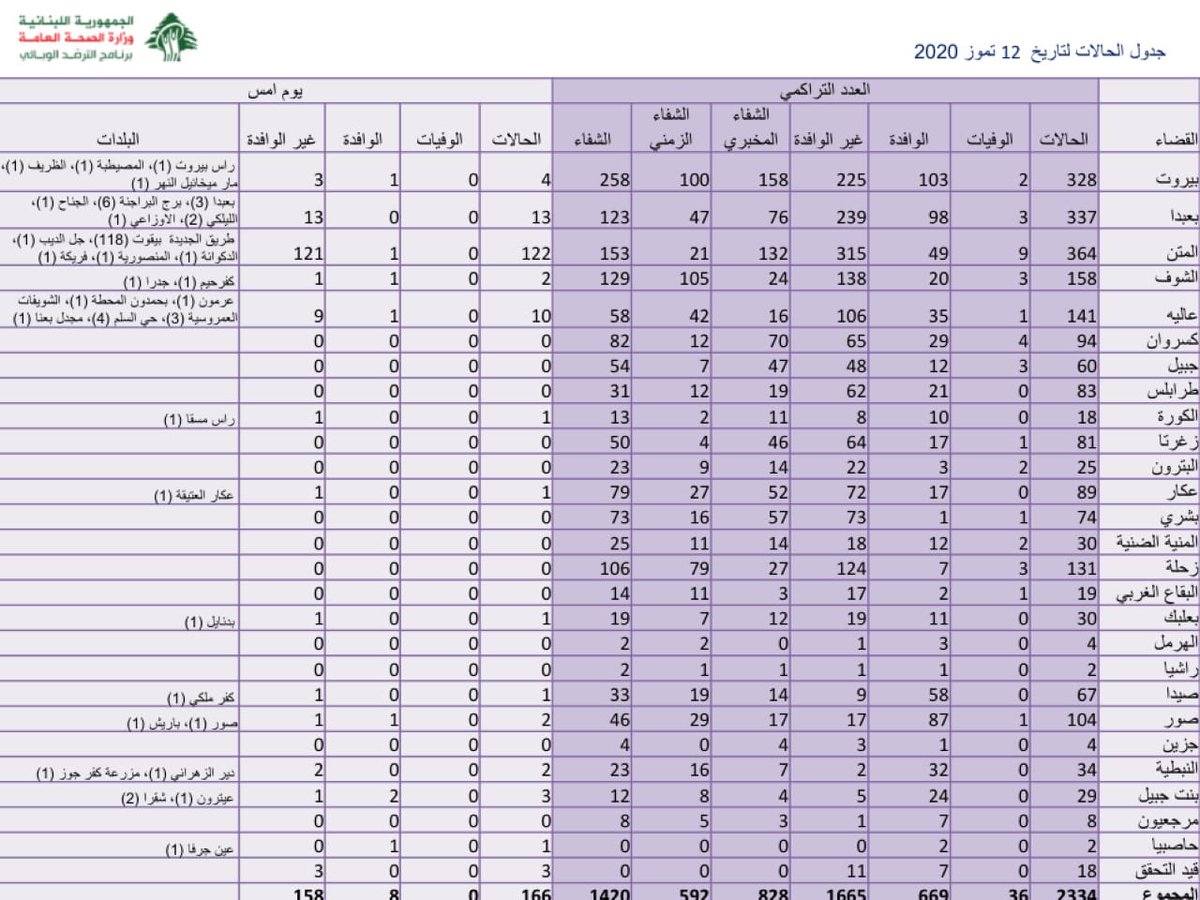 الجمهورية اللبنانية
وزارة الصحة العامة
برنامج الترصد الوبائي
جدول الحالات لتاريخ 12 تموز 2020
العدد التراكمي يوم امس
القضاء الحالات الوفيات الوافدة غير الوافدة الشفاء المخبري الشفاء الزمني الشفاء الحالات الوفيات الوافدة غير الوافدة البلدات
بيروت 328 2 103 225 158 100 258 4 0 1 3 راس بيروت (1)، المصيطبة (1)، الظريف (1)،
مار ميخائيل النهر (1)
بعبدا 337 3 98 239 76 47 123 13 0 0 13 بعبدا (3)، برج البراجنة (6)، الجناح (1)،
الليلكي (2)، الاوزاعي (1)
المتن 364 9 49 315 132 21 153 122 0 1 121 طريق الجديدة بيقوت (118)، جل الديب (1)،
الدكوانة (1)، المنصورية (1)، فريكة (1)
الشوف 158 3 20 138 24 105 129 2 0 1 1 كفرحيم (1)، جدرا (1)
عاليه 141 1 35 106 16 42 58 10 0 1 9 عرمون (1)، بحمدون المحطة (1)، الشويفات
العمروسية (3)، حي السلم (4)، مجدل بعنا (1)
كسروان 94 4 29 65 70 12 82 0 0 0 0
جبيل 60 3 12 48 47 7 54 0 0 0 0
طرابلس 83 0 21 62 19 12 31 0 0 0 0
الكورة 18 0 10 8 11 2 13 1 0 0 1 راس مسقا (1)
زغرتا 81 1 17 64 46 4 50 0 0 0 0
البترون 25 2 3 22 14 9 23 0 0 0 0
عكار 89 0 17 72 52 27 79 1 0 0 1 عكار العتيقة (1)
بشري 74 1 1 73 57 16 73 0 0 0 0
المنية الضنية 30 2 12 18 14 11 25 0 0 0 0
زحلة 131 3 7 124 27 79 106 0 0 0 0
البقاع الغربي 19 1 2 17 3 11 14 0 0 0 0
بعلبك 30 0 11 19 12 7 19 1 0 0 1 بدنايل (1)
الهرمل 4 0 3 1 0 2 2 0 0 0 0
راشيا 2 0 1 1 1 1 2 0 0 0 0
صيدا 67 0 58 9 14 19 33 1 0 0 1 كفر ملكي (1)
صور 104 1 87 17 17 29 46 2 0 1 1 صور (1)، باريش (1)
جزين 4 0 1 3 4 0 4 0 0 0 0
النبطية 34 0 32 2 7 16 23 2 0 0 2 دير الزهراني (1)، مزرعة كفر جوز (1)
بنت جبيل 29 0 24 5 4 8 12 3 0 2 1 عيترون (1)، شقرا (2)
مرجعيون 8 0 7 1 3 5 8 0 0 0 0
حاصبيا 2 0 2 0 0 0 0 1 0 1 0 عين جرفا (1)
قيد التحقق 18 0 7 11 0 0 0 3 0 0 3
المجموع 2334 36 669 1665 828 592 1420 166 0 8 158